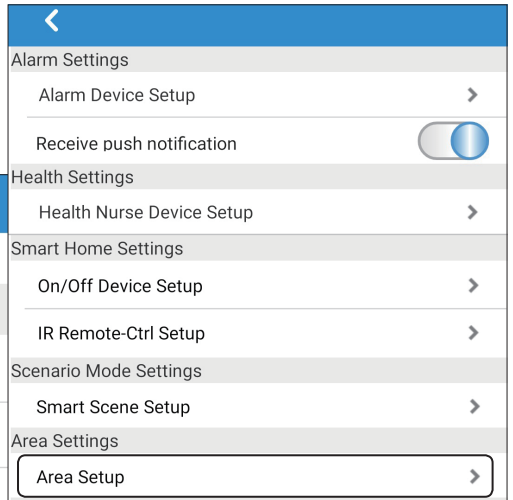 Alarm Settings
Alarm Device Setup
Receive push notification
Health Settings
Health Nurse Device Setup
Smart Home Settings
On/Off Device Setup
IR Remote-Ctrl Setup
Scenario Mode Settings
Smart Scene Setup
Area Settings
Area Setup